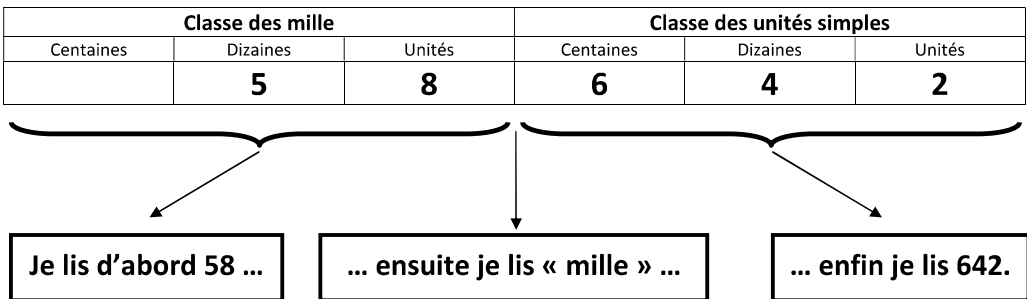 Classe des mille Classe des unités simples
Centaines Dizaines Unités Centaines Dizaines Unités
5 8 6 4 2
Je lis d’abord 58 … … ensuite je lis « mille » … … enfin je lis 642.